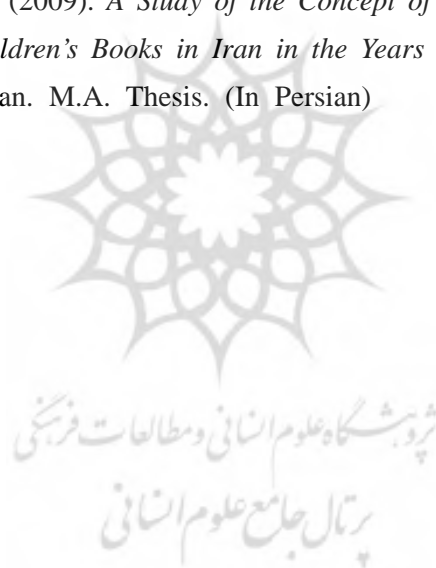 (2009). A Study of the Concept of
ldren's Books in Iran in the Years
an. M.A. Thesis. (In Persian)
پژوهشگاه علوم انسانی و مطالعات فرهنگی
پرتال جامع علوم انسانی